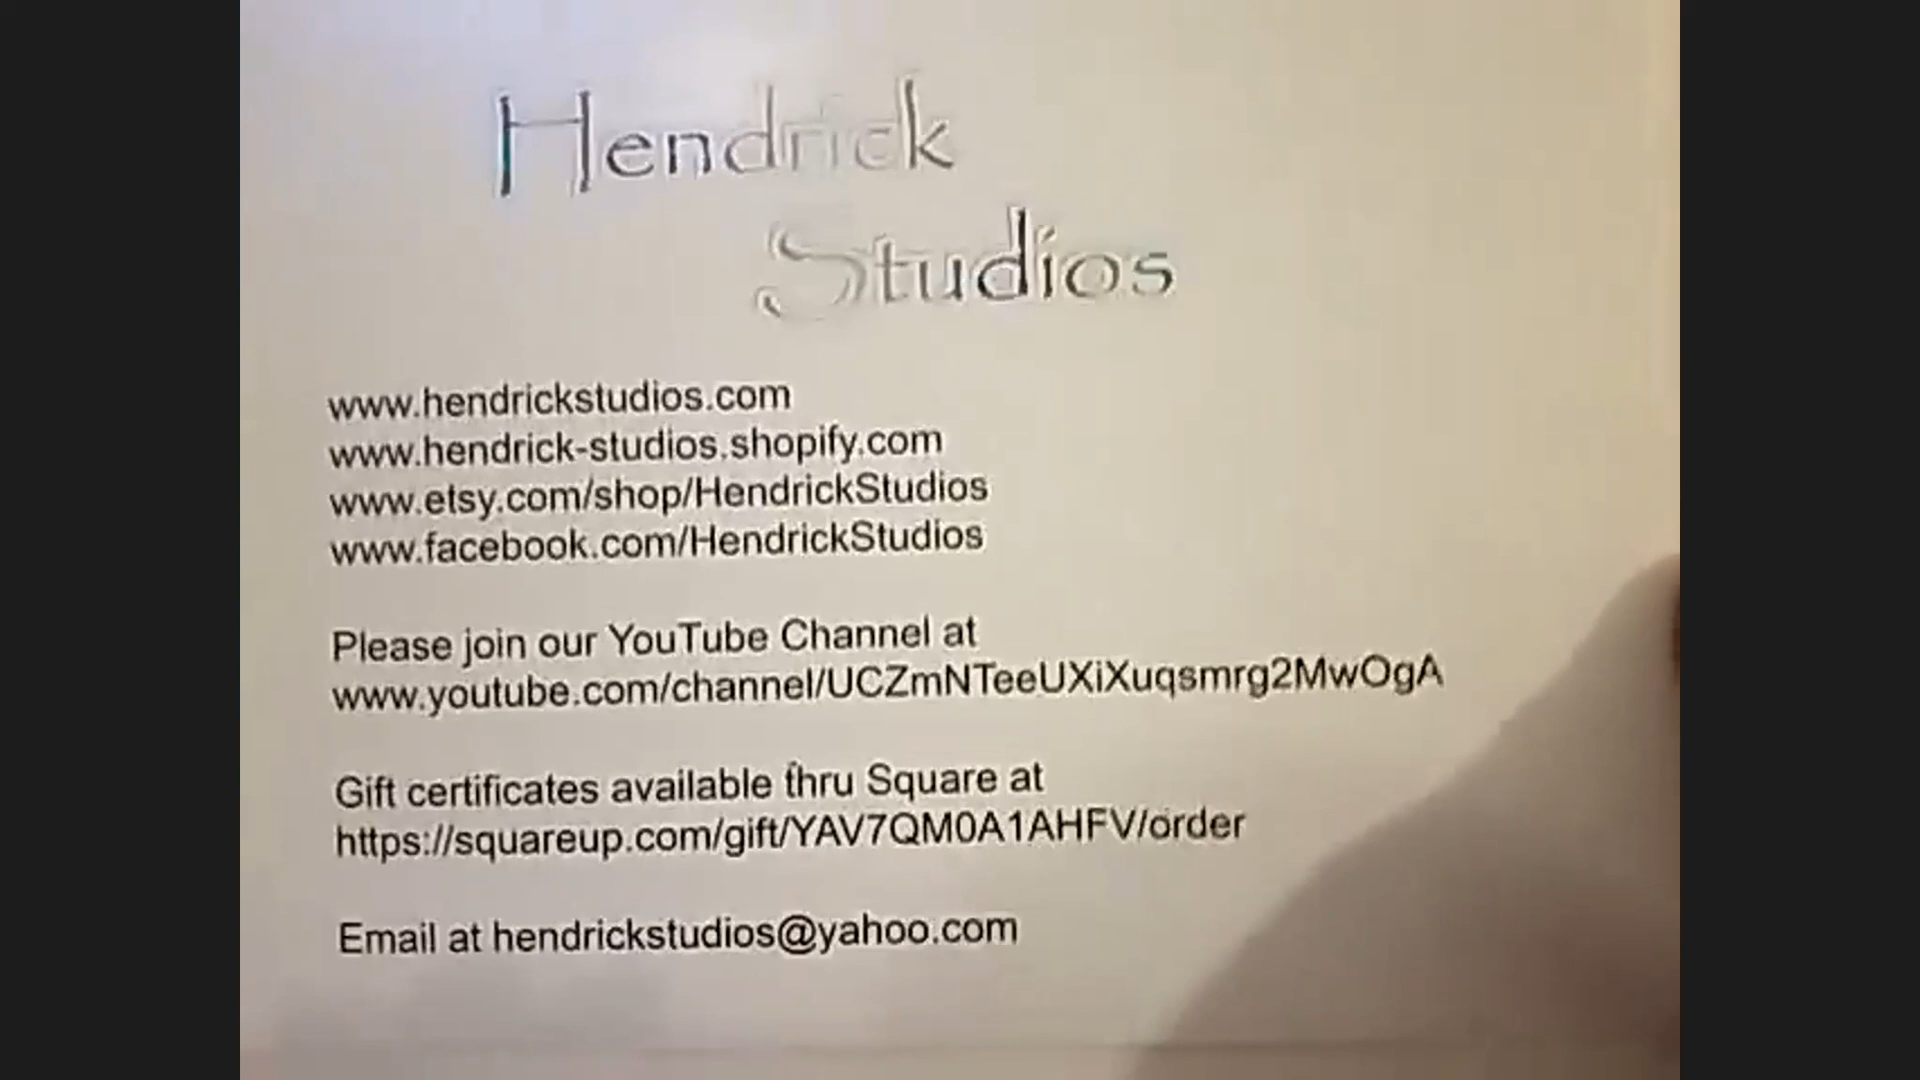 Hendrick
Studios
www.hendrickstudios.com
www.hendrick-studios.shopify.com
www.etsy.com/shop/HendrickStudios
www.facebook.com/HendrickStudios
Please join our YouTube Channel at
www.youtube.com/channel/UCZmNTeeUXiXuqsmrg2MwOgA
Gift certificates available thru Square at
https://squareup.com/gift/YAV7QM0A1AHFV/order
Email at hendrickstudios@yahoo.com